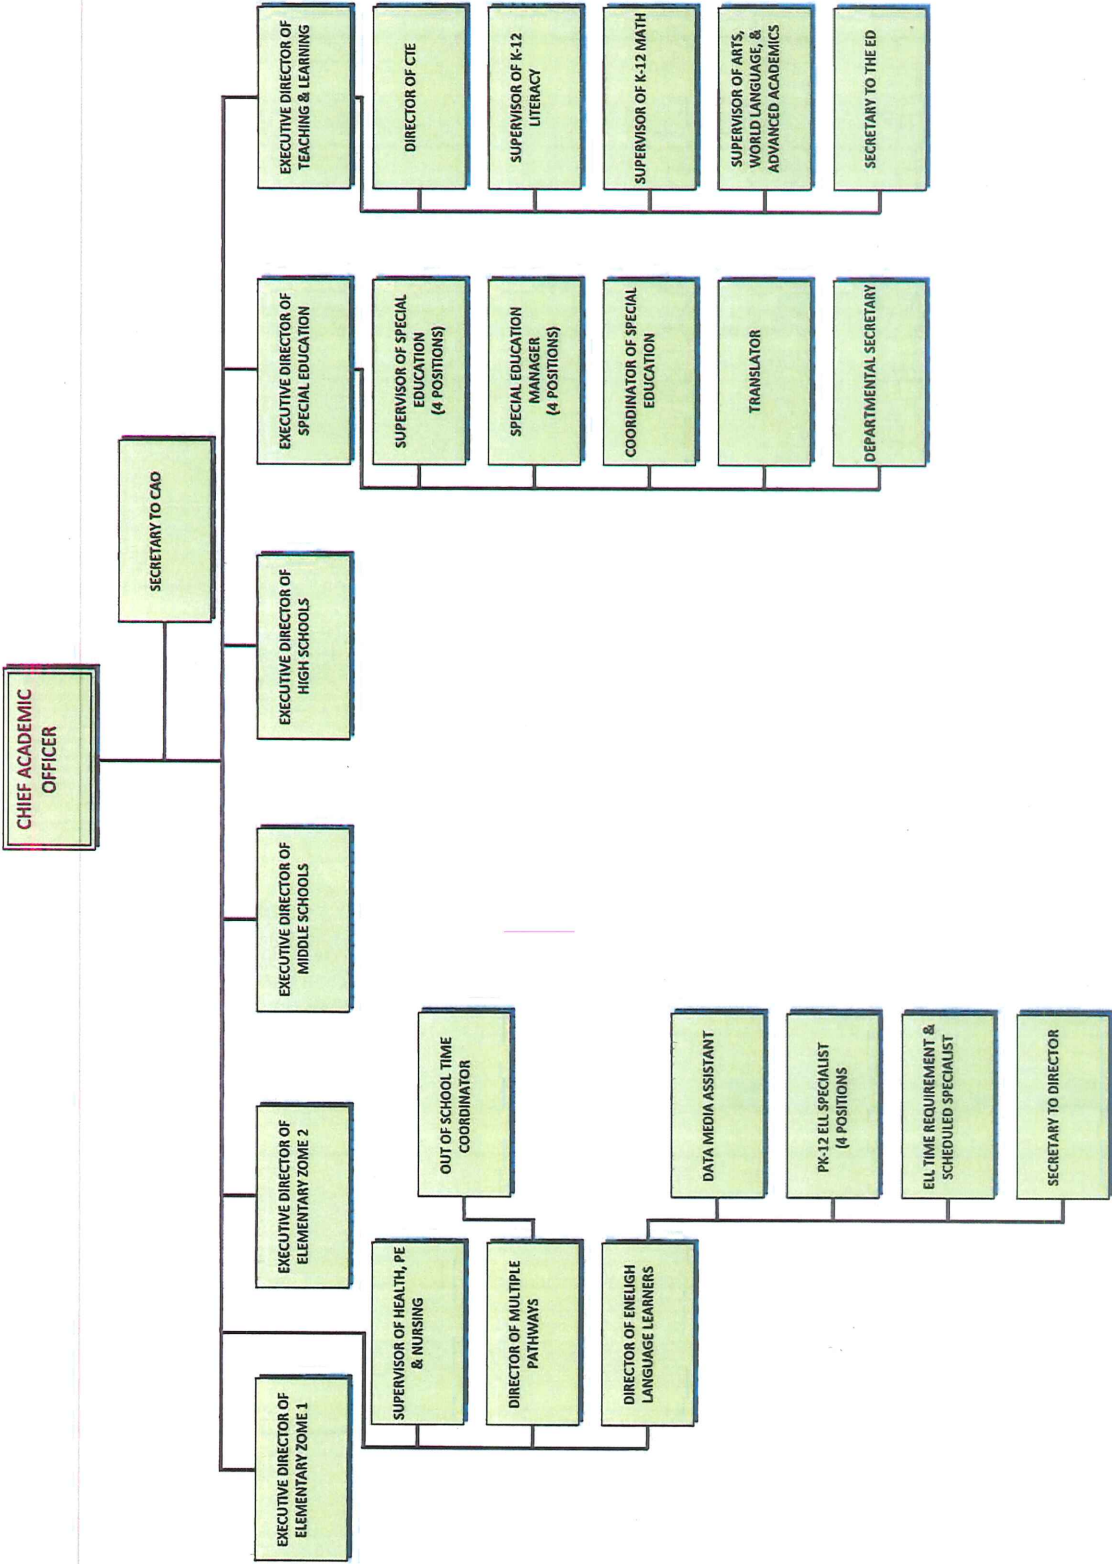 CHIEF ACADEMIC
OFFICER
SECRETARY TO CAO
EXECUTIVE DIRECTOR OF
ELEMENTARY ZOME 1
EXECUTIVE DIRECTOR OF
ELEMENTARY ZOME 2
EXECUTIVE DIRECTOR OF
MIDDLE SCHOOLS
EXECUTIVE DIRECTOR OF
HIGH SCHOOLS
EXECUTIVE DIRECTOR OF
SPECIAL EDUCATION
EXECUTIVE DIRECTOR OF
TEACHING & LEARNING
SUPERVISOR OF HEALTH, PE
& NURSING
DIRECTOR OF MULTIPLE
PATHWAYS
DIRECTOR OF ENELIGH
LANGUAGE LEARNERS
OUT OF SCHOOL TIME
COORDINATOR
DATA MEDIA ASSISTANT
PK-12 ELL SPECIALIST
(4 POSITIONS)
ELL TIME REQUIREMENT &
SCHEDULED SPECIALIST
SECRETARY TO DIRECTOR
SUPERVISOR OF SPECIAL
EDUCATION
(4 POSITIONS)
SPECIAL EDUCATION
MANAGER
(4 POSITIONS)
COORDINATOR OF SPECIAL
EDUCATION
TRANSLATOR
DEPARTMENTAL SECRETARY
DIRECTOR OF CTE
SUPERVISOR OF K-12
LITERACY
SUPERVISOR OF K-12 MATH
SUPERVISOR OF ARTS,
WORLD LANGUAGE, &
ADVANCED ACADEMICS
SECRETARY TO THE ED